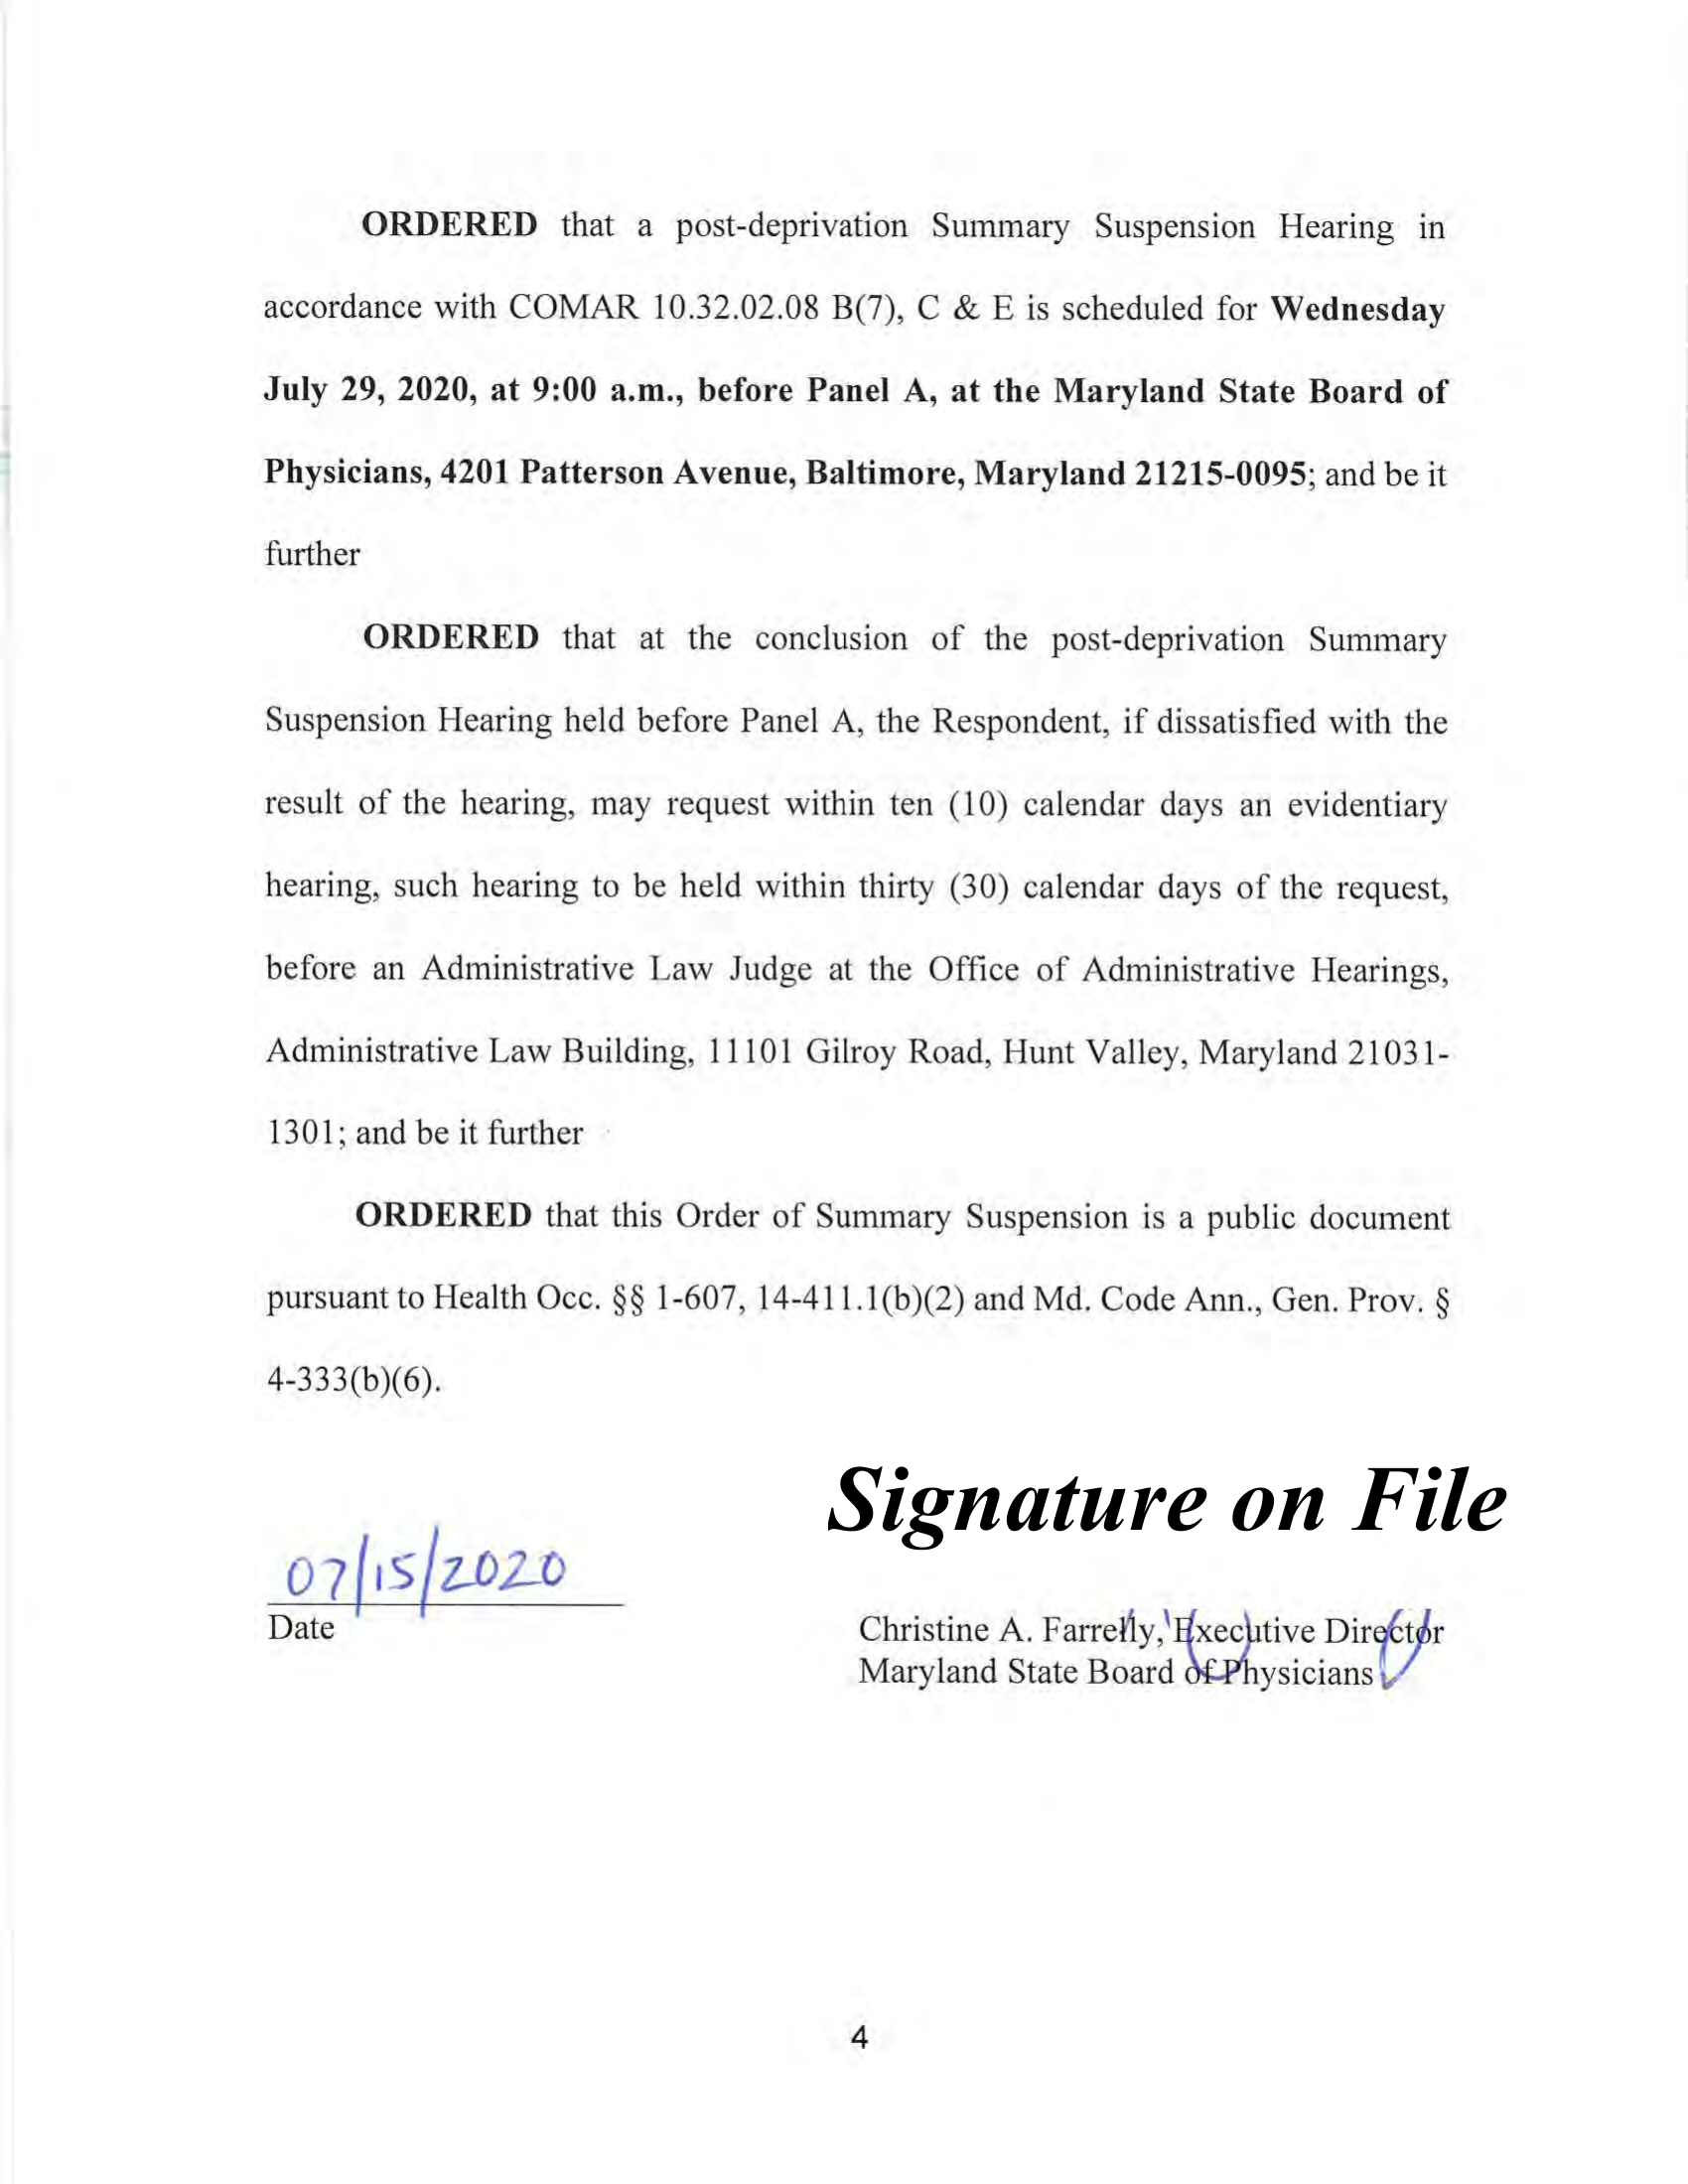 ORDERED that a post-deprivation Summary Suspension Hearing in
accordance with COMAR 10.32.02.08 B(7), C & E is scheduled for Wednesday
July 29, 2020, at 9:00 a.m., before Panel A, at the Maryland State Board of
Physicians, 4201 Patterson Avenue, Baltimore, Maryland 21215-0095; and be it
further
ORDERED that at the conclusion of the post-deprivation Summary
Suspension Hearing held before Panel A, the Respondent, if dissatisfied with the
result of the hearing, may request within ten (10) calendar days an evidentiary
hearing, such hearing to be held within thirty (30) calendar days of the request,
before an Administrative Law Judge at the Office of Administrative Hearings,
Administrative Law Building, 11101 Gilroy Road, Hunt Valley, Maryland 21031-
1301; and be it further
ORDERED that this Order of Summary Suspension is a public document
pursuant to Health Occ. §§ 1-607, 14-411.1(b)(2) and Md. Code Ann., Gen. Prov. §
4-333(b)(6).
Signature on File
07/15/2020
Date
Christine A. Farrelly, Executive Director
Maryland State Board of Physicians
4